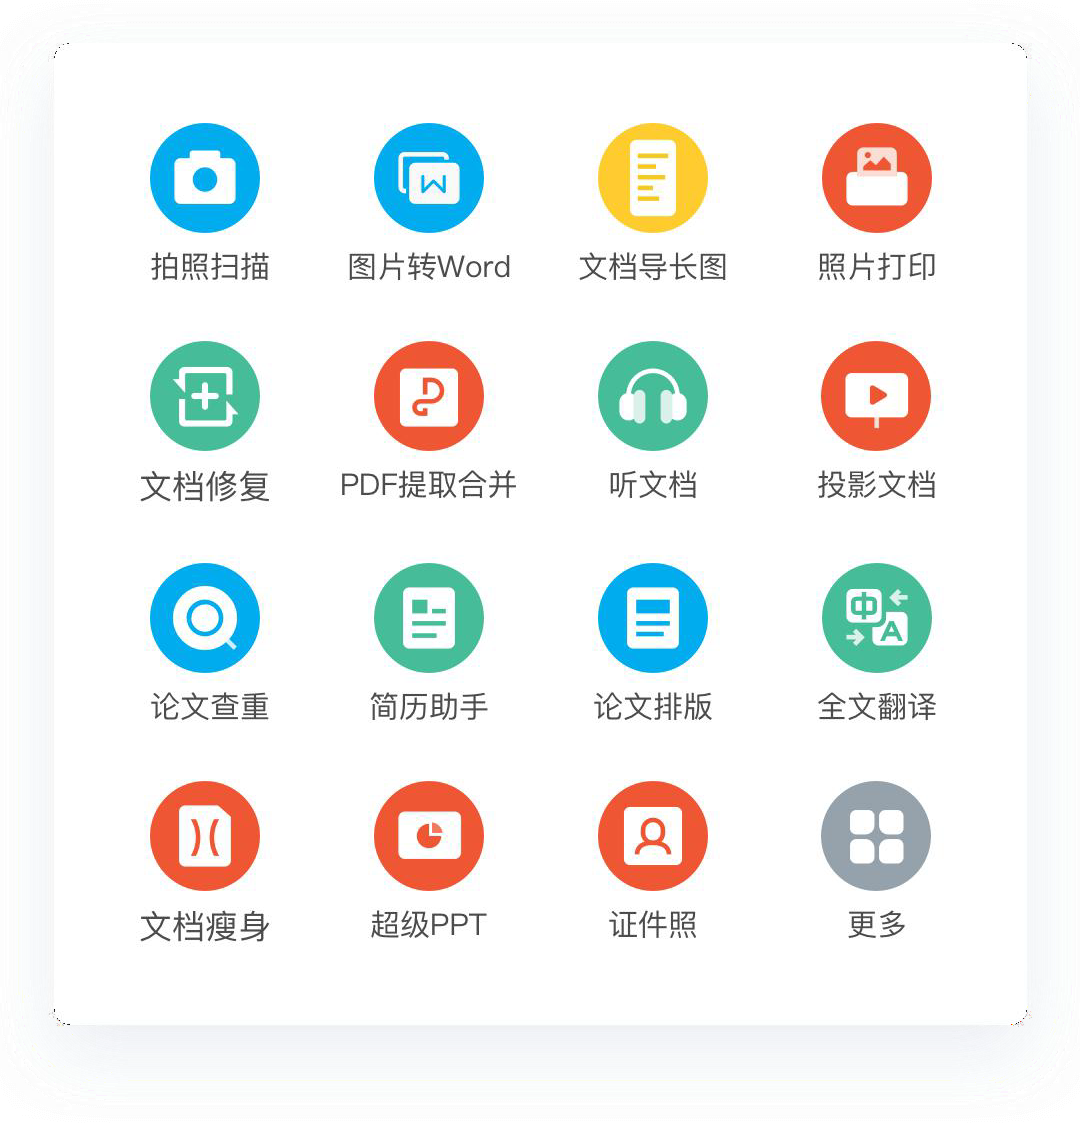 拍照扫描
图片转Word
文档导长图
照片打印
文档修复
PDF提取合并
听文档
投影文档
论文查重
简历助手
论文排版
全文翻译
文档瘦身
超级PPT
证件照
更多